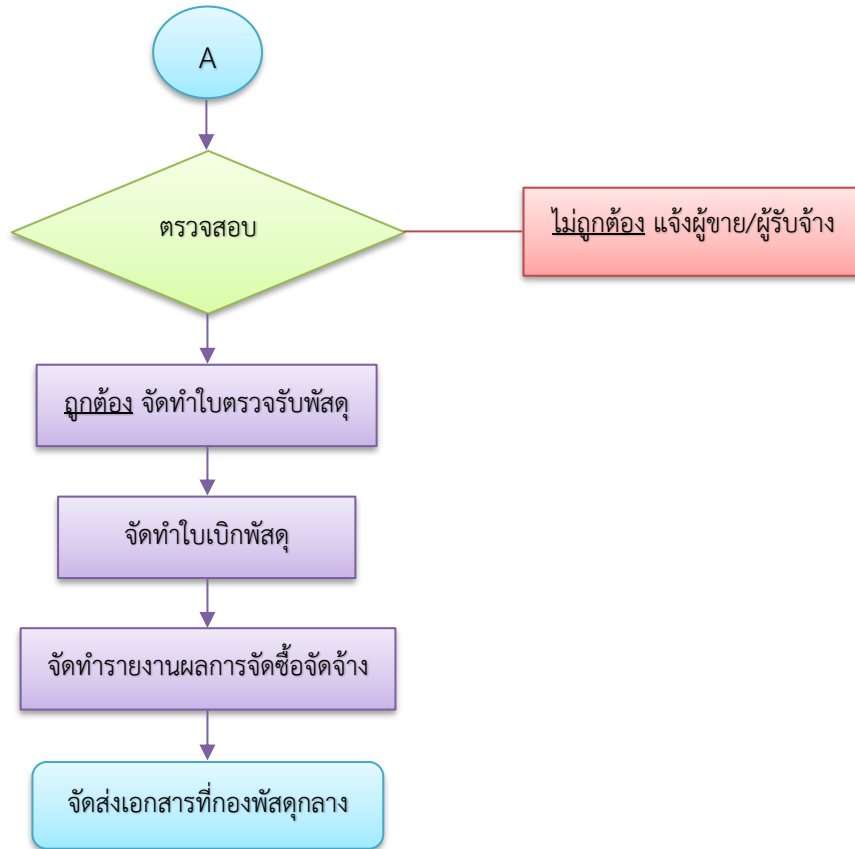 A
ตรวจสอบ
ไม่ถูกต้อง แจ้งผู้ขาย/ผู้รับจ้าง
ถูกต้อง จัดทำใบตรวจรับพัสดุ
จัดทำใบเบิกพัสดุ
จัดทำรายงานผลการจัดซื้อจัดจ้าง
จัดส่งเอกสารที่กองพัสดุกลาง